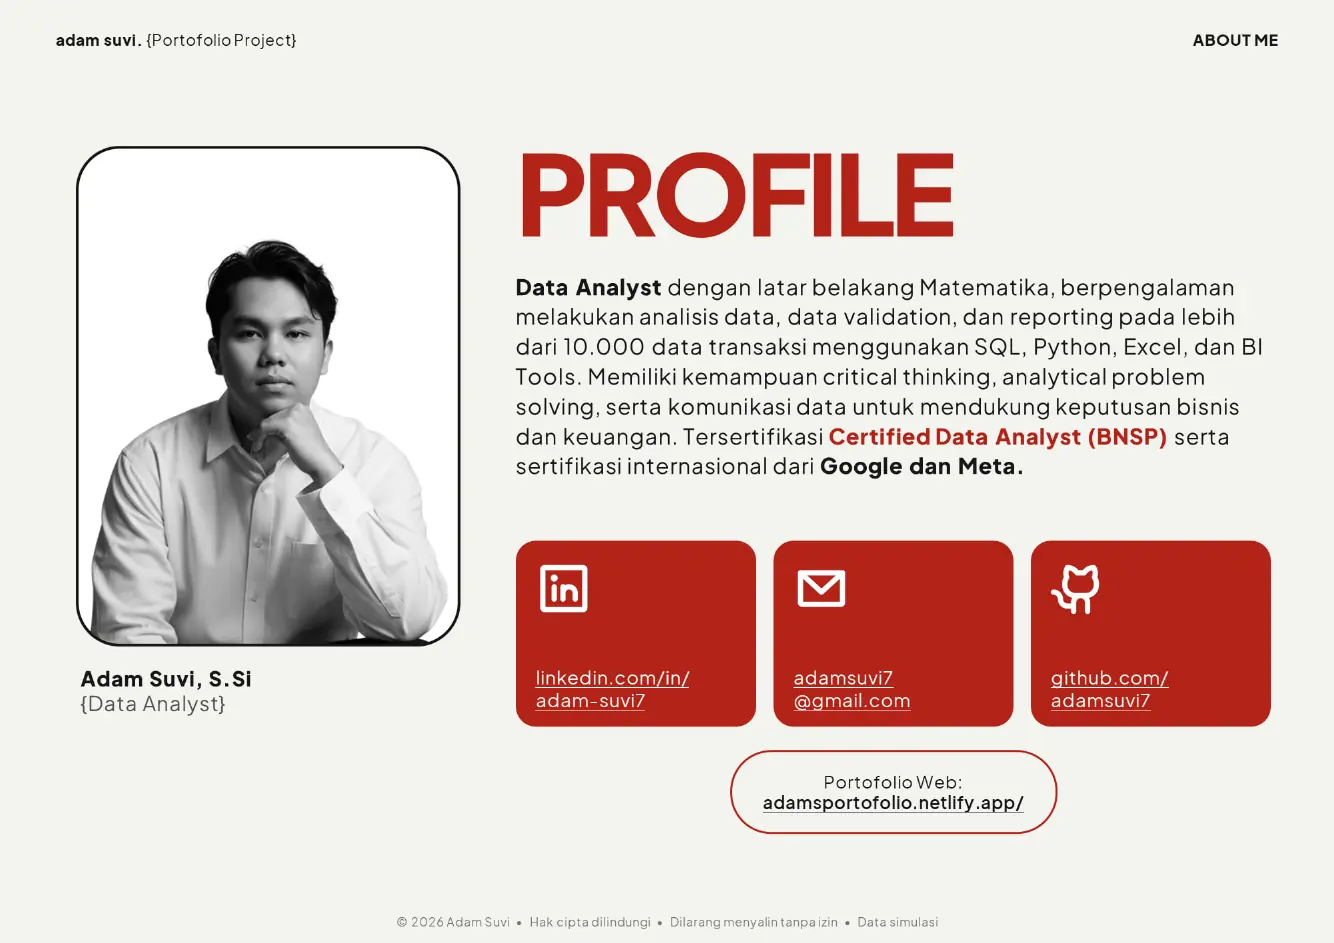 adam suvi. {Portofolio Project}
ABOUT ME
PROFILE
Data Analyst dengan latar belakang Matematika, berpengalaman
melakukan analisis data, data validation, dan reporting pada lebih
dari 10.000 data transaksi menggunakan SQL, Python, Excel, dan BI
Tools. Memiliki kemampuan critical thinking, analytical problem
solving, serta komunikasi data untuk mendukung keputusan bisnis
dan keuangan. Tersertifikasi Certified Data Analyst (BNSP) serta
sertifikasi internasional dari Google dan Meta.
in
linkedin.com/in/
adam-suvi7
adamsuvi7
@gmail.com
github.com/
adamsuvi7
Adam Suvi, S.Si
{Data Analyst}
Portofolio Web:
adamsportofolio.netlify.app/
© 2026 Adam Suvi • Hak cipta dilindungi • Dilarang menyalin tanpa izin • Data simulasi